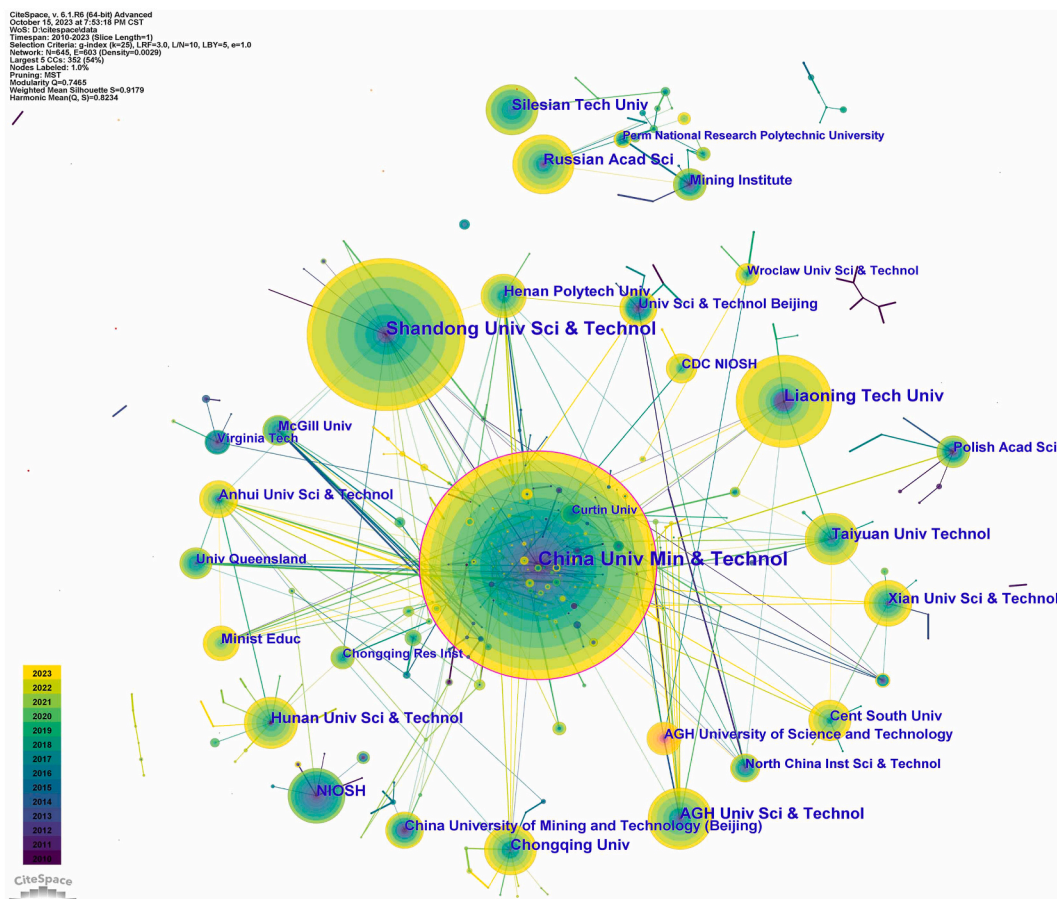 CiteSpace, v. 6.1.R6 (64-bit) Advanced
October 15, 2023 at 7:53:18 PM CST
WoS: D:\citespace\data
Timespan: 2010-2023 (Slice Length=1)
Selection Criteria: g-index (k=25), LRF=3.0, L/N=10, LBY=5, e=1.0
Network: N=645, E=603 (Density=0.0029)
Largest 5 CCs: 352 (54%)
Nodes Labeled: 1.0%
Pruning: MST
Modularity Q=0.7465
Weighted Mean Silhouette S=0.9179
Harmonic Mean(Q, S)=0.8234
Silesian Tech Univ
Perm National Research Polytechnic University
Russian Acad Sci
Mining Institute
Wroclaw Univ Sci & Technol
Henan Polytech Univ
Univ Sci & Technol Beijing
Shandong Univ Sci & Technol
CDC NIOSH
Liaoning Tech Univ
McGill Univ
Virginia Tech
Polish Acad Sci
Anhui Univ Sci & Technol
Curtin Univ
Taiyuan Univ Technol
Univ Queensland
China Univ Min & Technol
Xian Univ Sci & Technol
Minist Educ
Chongqing Res Inst
Hunan Univ Sci & Technol
Cent South Univ
AGH University of Science and Technology
North China Inst Sci & Technol
NIOSH
AGH Univ Sci & Technol
China University of Mining and Technology (Beijing)
Chongqing Univ
2023
2022
2021
2020
2019
2018
2017
2016
2015
2014
2013
2012
2011
2010
CiteSpace